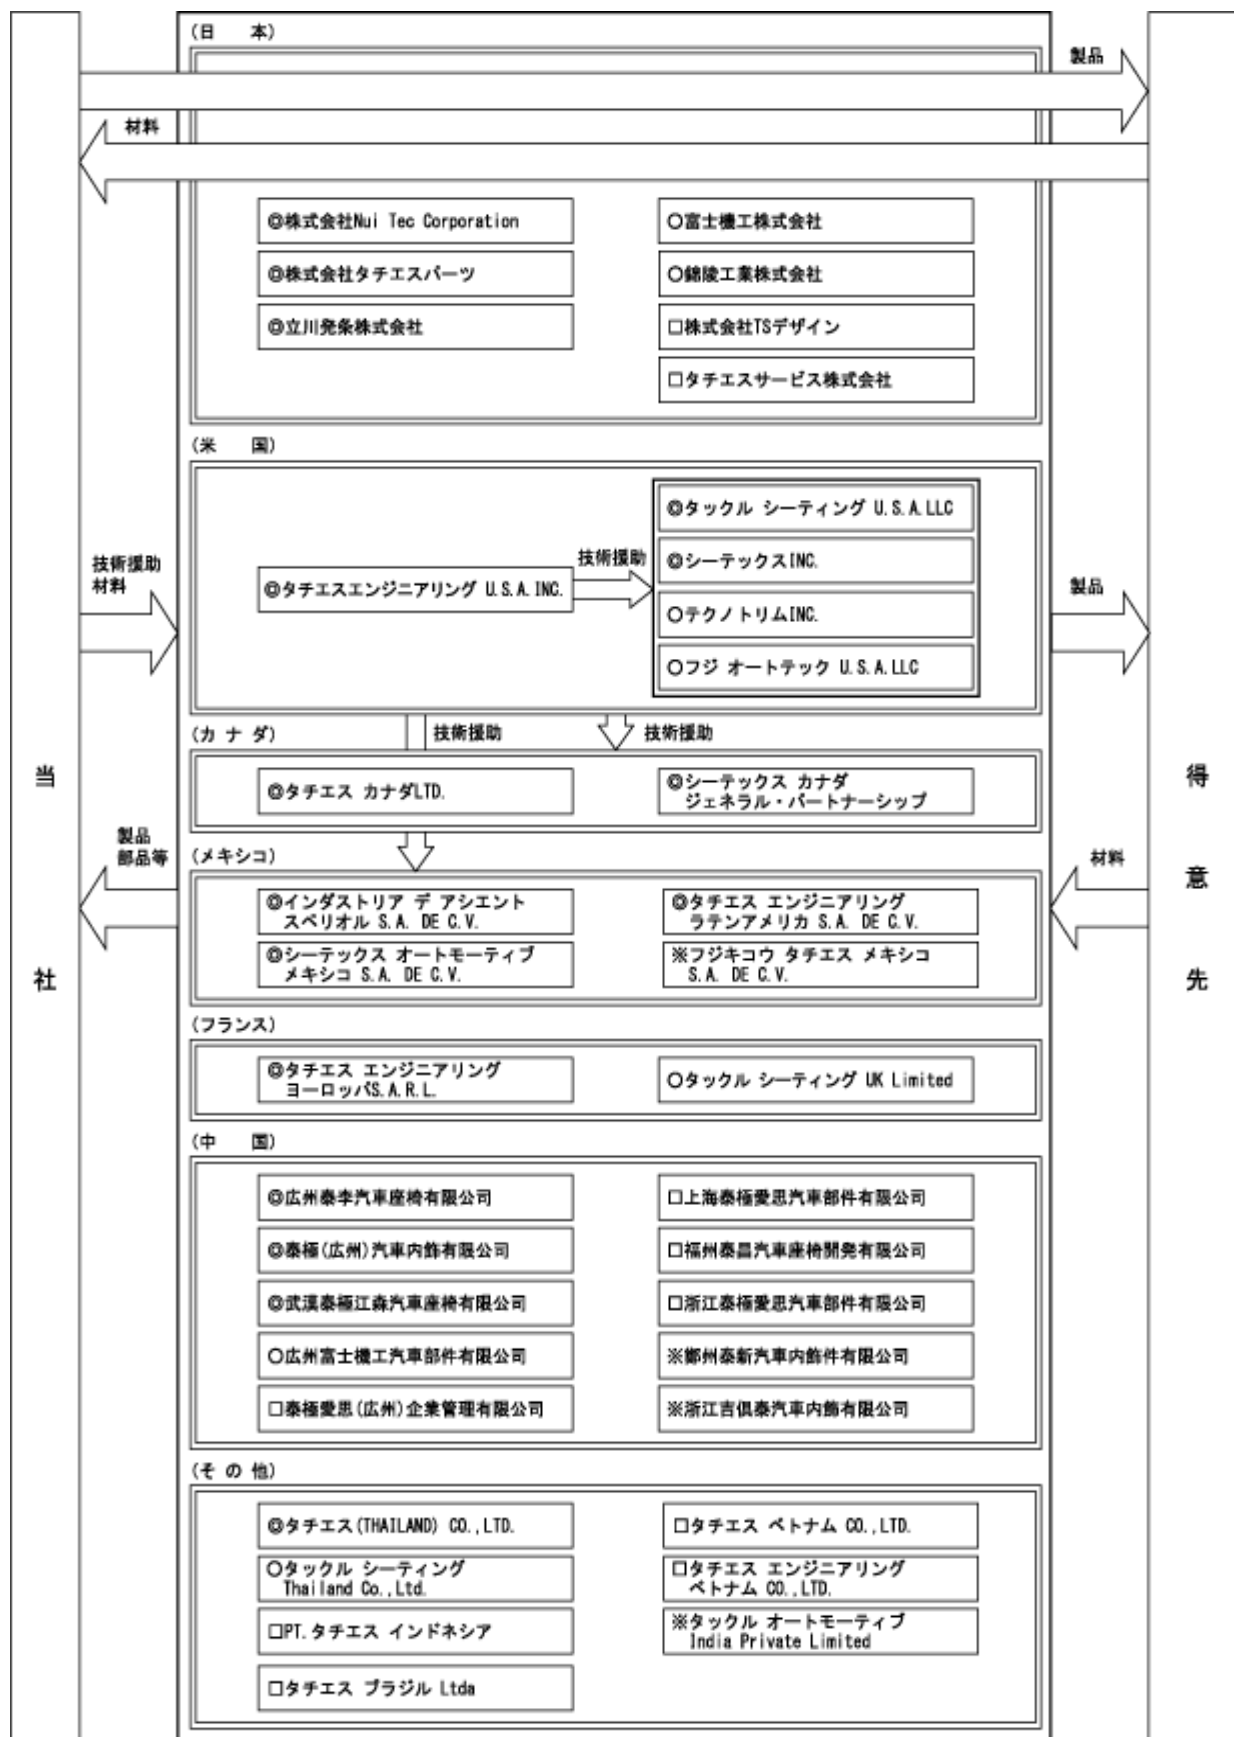 (日　本)
製品
材料
◎株式会社Nui Tec Corporation
○富士機工株式会社
◎株式会社タチエスパーツ
○錦陵工業株式会社
◎立川発条株式会社
□株式会社TSデザイン
□タチエスサービス株式会社
(米　国)
◎タックル シーティング U.S.A.LLC
技術援助
材料
技術援助
◎シーテックスINC.
◎タチエスエンジニアリング U.S.A.INC.
製品
○テクノトリムINC.
○フジ オートテック U.S.A.LLC
(カ ナ ダ)
技術援助
技術援助
当
社
得
意
先
◎タチエス カナダLTD.
◎シーテックス カナダ
ジェネラル・パートナーシップ
製品
部品等
(メキシコ)
材料
◎インダストリア デ アシエント
スペリオル S.A. DE C.V.
◎タチエス エンジニアリング
ラテンアメリカ S.A. DE C.V.
◎シーテックス オートモーティブ
メキシコ S.A. DE C.V.
※フジキコウ タチエス メキシコ
S.A. DE C.V.
(フランス)
◎タチエス エンジニアリング
ヨーロッパS.A.R.L.
○タックル シーティング UK Limited
(中　国)
◎広州泰李汽車座椅有限公司
□上海泰極愛思汽車部件有限公司
◎泰極(広州)汽車内飾有限公司
□福州泰昌汽車座椅開発有限公司
◎武漢泰極江森汽車座椅有限公司
□浙江泰極愛思汽車部件有限公司
○広州富士機工汽車部件有限公司
※鄭州泰新汽車内飾件有限公司
□泰極愛思(広州)企業管理有限公司
※浙江吉俱泰汽車内飾有限公司
(そ の 他)
◎タチエス(THAILAND) CO.,LTD.
□タチエス ベトナム CO.,LTD.
○タックル シーティング
Thailand Co.,Ltd.
□タチエス エンジニアリング
ベトナム CO.,LTD.
□PT.タチエス インドネシア
※タックル オートモーティブ
India Private Limited
□タチエス ブラジル Ltda